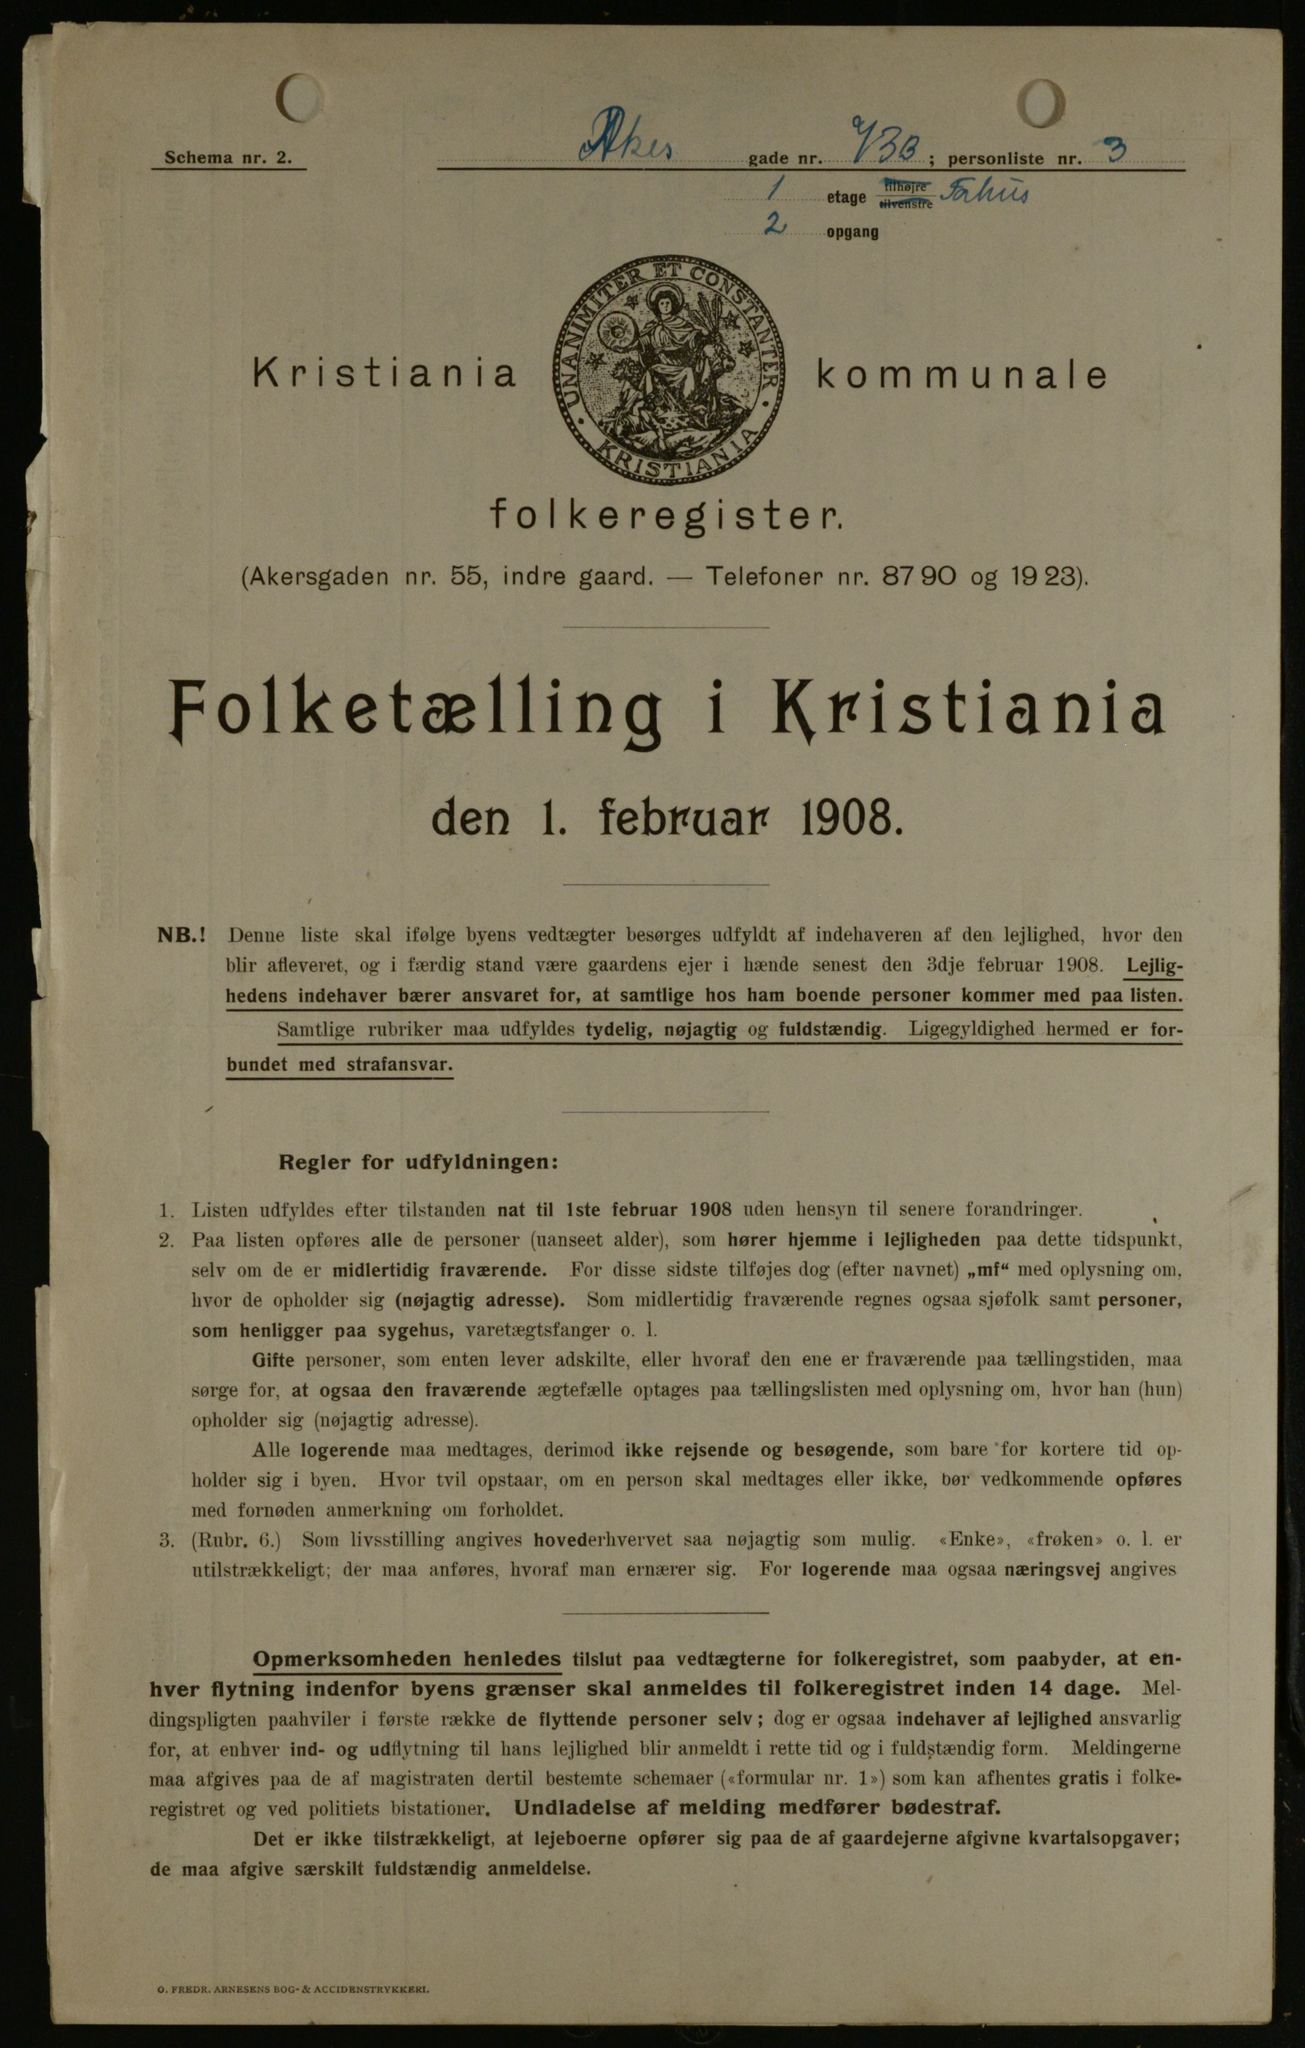 Schema nr. 2.
Akers gade nr. 73B; personliste nr. 3
1 etage tilhøjre tilvenstre Forhus
2 opgang
UNANIMITER ET CONSTANTER
KRISTIANIA
Kristiania kommunale
folkeregister.
(Akersgaden nr. 55, indre gaard. — Telefoner nr. 87 90 og 19 23).
Folketælling i Kristiania
den 1. februar 1908.
NB.! Denne liste skal ifølge byens vedtægter besørges udfyldt af indehaveren af den lejlighed, hvor den
blir afleveret, og i færdig stand være gaardens ejer i hænde senest den 3dje februar 1908. Lejlig-
hedens indehaver bærer ansvaret for, at samtlige hos ham boende personer kommer med paa listen.
Samtlige rubriker maa udfyldes tydelig, nøjagtig og fuldstændig. Ligegyldighed hermed er for-
bundet med strafansvar.
Regler for udfyldningen:
1. Listen udfyldes efter tilstanden nat til 1ste februar 1908 uden hensyn til senere forandringer.
2. Paa listen opføres alle de personer (uanseet alder), som hører hjemme i lejligheden paa dette tidspunkt,
selv om de er midlertidig fraværende. For disse sidste tilføjes dog (efter navnet) „mf“ med oplysning om,
hvor de opholder sig (nøjagtig adresse). Som midlertidig fraværende regnes ogsaa sjøfolk samt personer,
som henligger paa sygehus, varetægtsfanger o. l.
Gifte personer, som enten lever adskilte, eller hvoraf den ene er fraværende paa tællingstiden, maa
sørge for, at ogsaa den fraværende ægtefælle optages paa tællingslisten med oplysning om, hvor han (hun)
opholder sig (nøjagtig adresse).
Alle logerende maa medtages, derimod ikke rejsende og besøgende, som bare for kortere tid op-
holder sig i byen. Hvor tvil opstaar, om en person skal medtages eller ikke, bør vedkommende opføres
med fornøden anmerkning om forholdet.
3. (Rubr. 6.) Som livsstilling angives hovederhvervet saa nøjagtig som mulig. «Enke», «frøken» o. l. er
utilstrækkeligt; der maa anføres, hvoraf man ernærer sig. For logerende maa ogsaa næringsvej angives
Opmerksomheden henledes tilslut paa vedtægterne for folkeregistret, som paabyder, at en-
hver flytning indenfor byens grænser skal anmeldes til folkeregistret inden 14 dage. Mel-
dingspligten paahviler i første række de flyttende personer selv; dog er ogsaa indehaver af lejlighed ansvarlig
for, at enhver ind- og udflytning til hans lejlighed blir anmeldt i rette tid og i fuldstændig form. Meldingerne
maa afgives paa de af magistraten dertil bestemte schemaer («formular nr. 1») som kan afhentes gratis i folke-
registret og ved politiets bistationer. Undladelse af melding medfører bødestraf.
Det er ikke tilstrækkeligt, at lejeboerne opfører sig paa de af gaardejerne afgivne kvartalsopgaver;
de maa afgive særskilt fuldstændig anmeldelse.
O. FREDR. ARNESENS BOG- & ACCIDENSTRYKKERI.